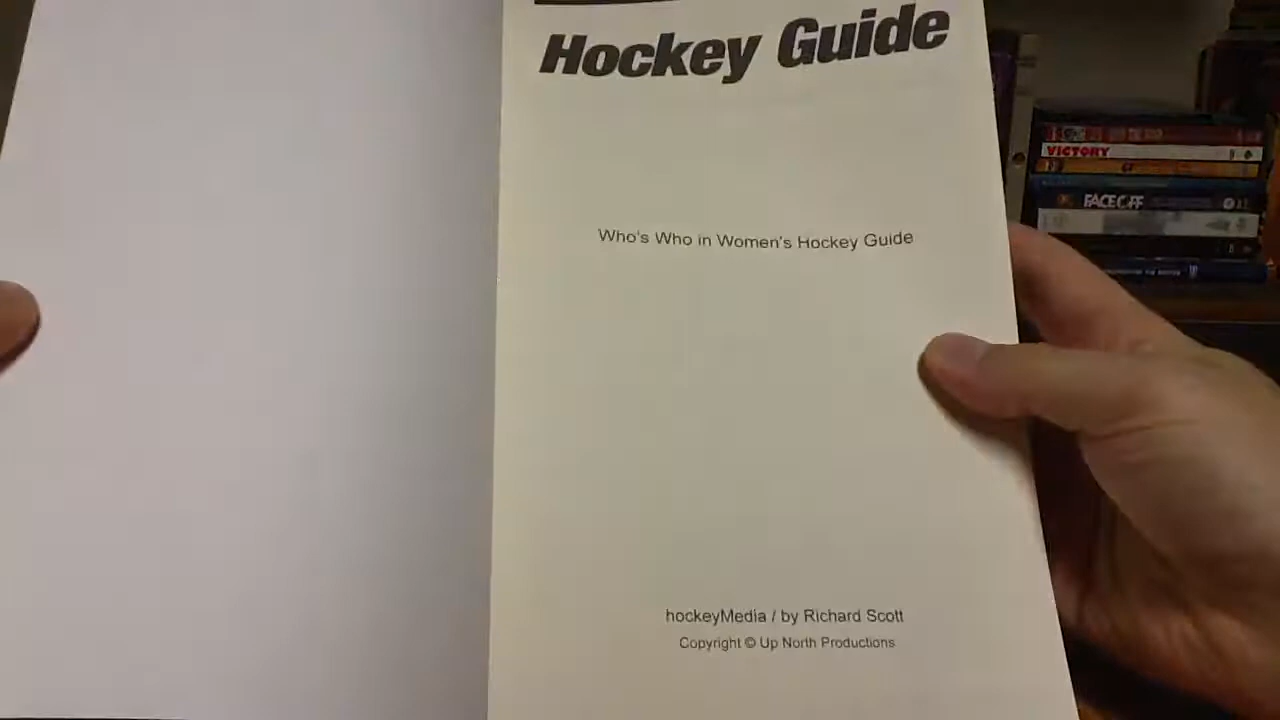 Hockey Guide
Who's Who in Women's Hockey Guide
hockeyMedia / by Richard Scott
Copyright © Up North Productions
VICTORY
FACE OFF